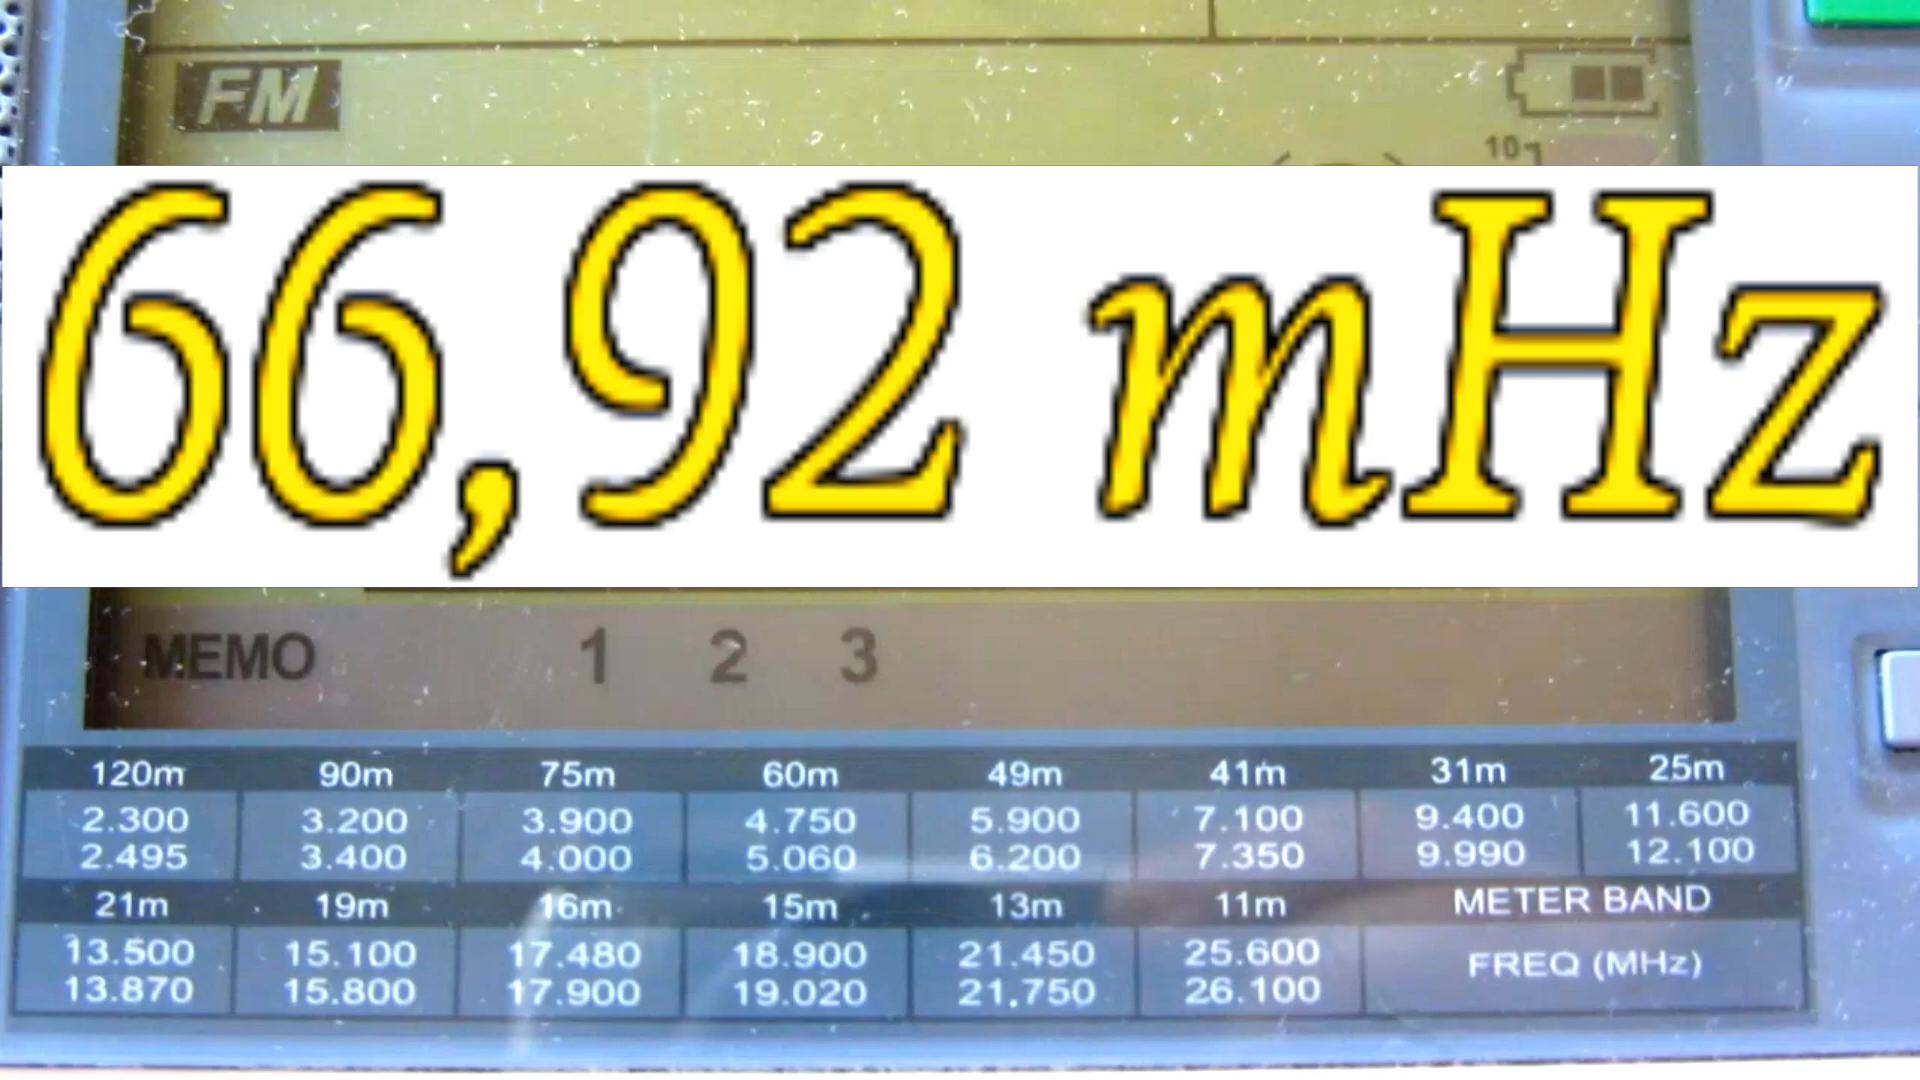 FM
10
66,92 mHz
MEMO 1 2 3
120m 90m 75m 60m 49m 41m 31m 25m
2.300 3.200 3.900 4.750 5.900 7.100 9.400 11.600
2.495 3.400 4.000 5.060 6.200 7.350 9.990 12.100
21m 19m 16m 15m 13m 11m METER BAND
13.500 15.100 17.480 18.900 21.450 25.600 FREQ (MHz)
13.870 15.800 17.900 19.020 21.750 26.100